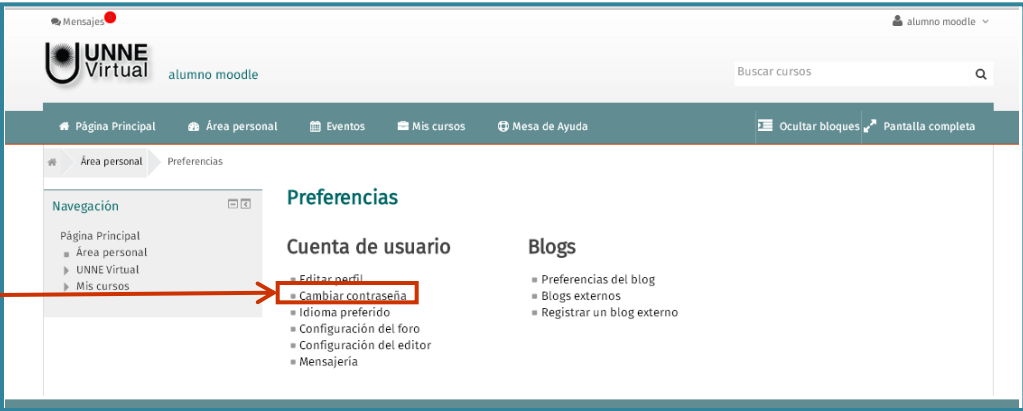 Mensajes
alumno moodle
UNNE
Virtual
alumno moodle
Buscar cursos
Página Principal
Área personal
Eventos
Mis cursos
Mesa de Ayuda
Ocultar bloques
Pantalla completa
Área personal
Preferencias
Navegación
Página Principal
Área personal
UNNE Virtual
Mis cursos
Preferencias
Cuenta de usuario
Editar perfil
Cambiar contraseña
Idioma preferido
Configuración del foro
Configuración del editor
Mensajería
Blogs
Preferencias del blog
Blogs externos
Registrar un blog externo